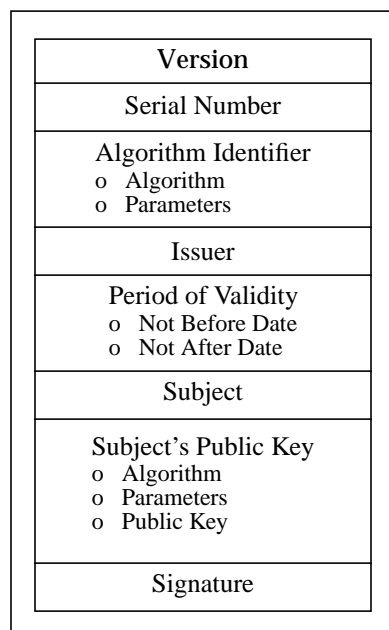 Version
Serial Number
Algorithm Identifier
o Algorithm
o Parameters
Issuer
Period of Validity
o Not Before Date
o Not After Date
Subject
Subject's Public Key
o Algorithm
o Parameters
o Public Key
Signature